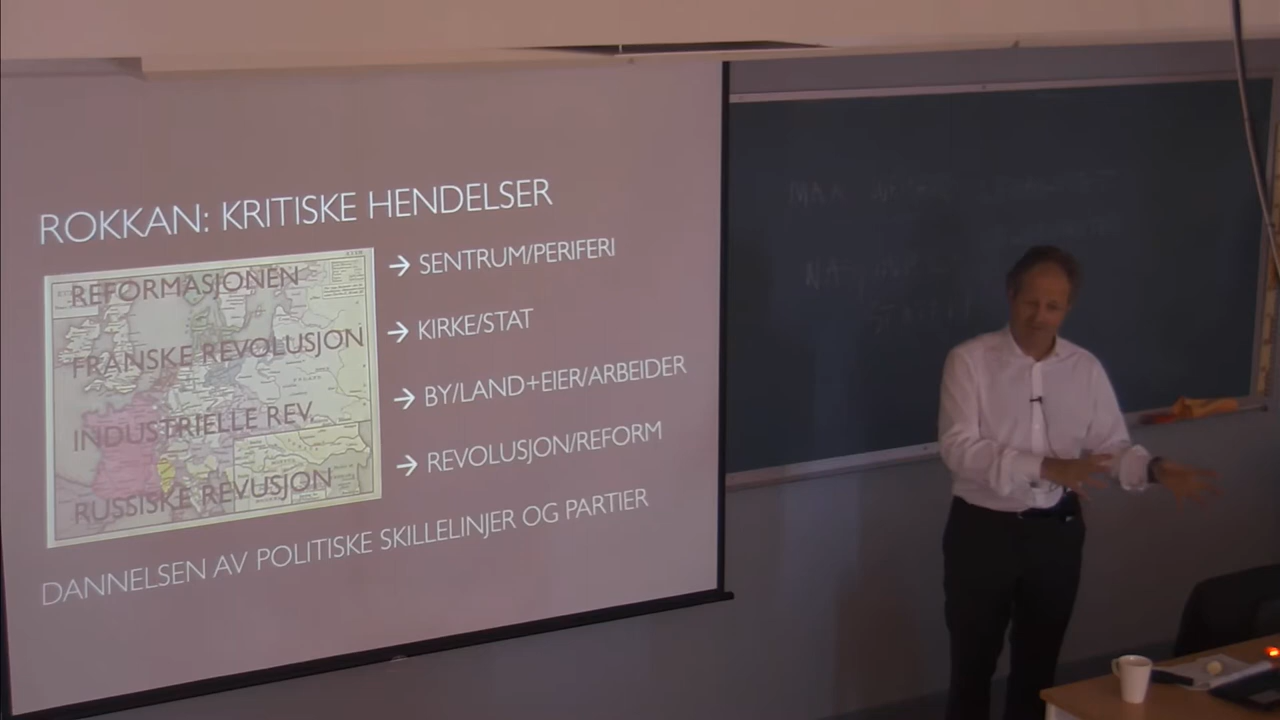 ROKKAN: KRITISKE HENDELSER
REFORMASJONEN → SENTRUM/PERIFERI
FRANSKE REVOLUSJON → KIRKE/STAT
INDUSTRIELLE REV. → BY/LAND+EIER/ARBEIDER
RUSSISKE REVUSJON → REVOLUSJON/REFORM
DANNELSEN AV POLITISKE SKILLELINJER OG PARTIER